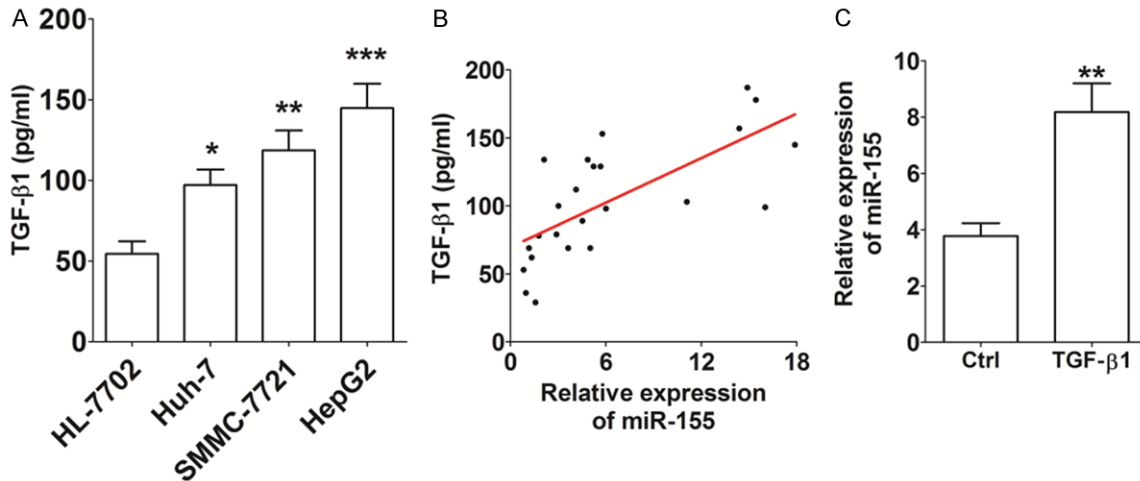 A
TGF-β1 (pg/ml)
200
150
100
50
0
*
**
***
HL-7702
Huh-7
SMMC-7721
HepG2
B
TGF-β1 (pg/ml)
200
150
100
50
0
0 6 12 18
Relative expression
of miR-155
C
Relative expression
of miR-155
10
8
6
4
2
0
**
Ctrl TGF-β1